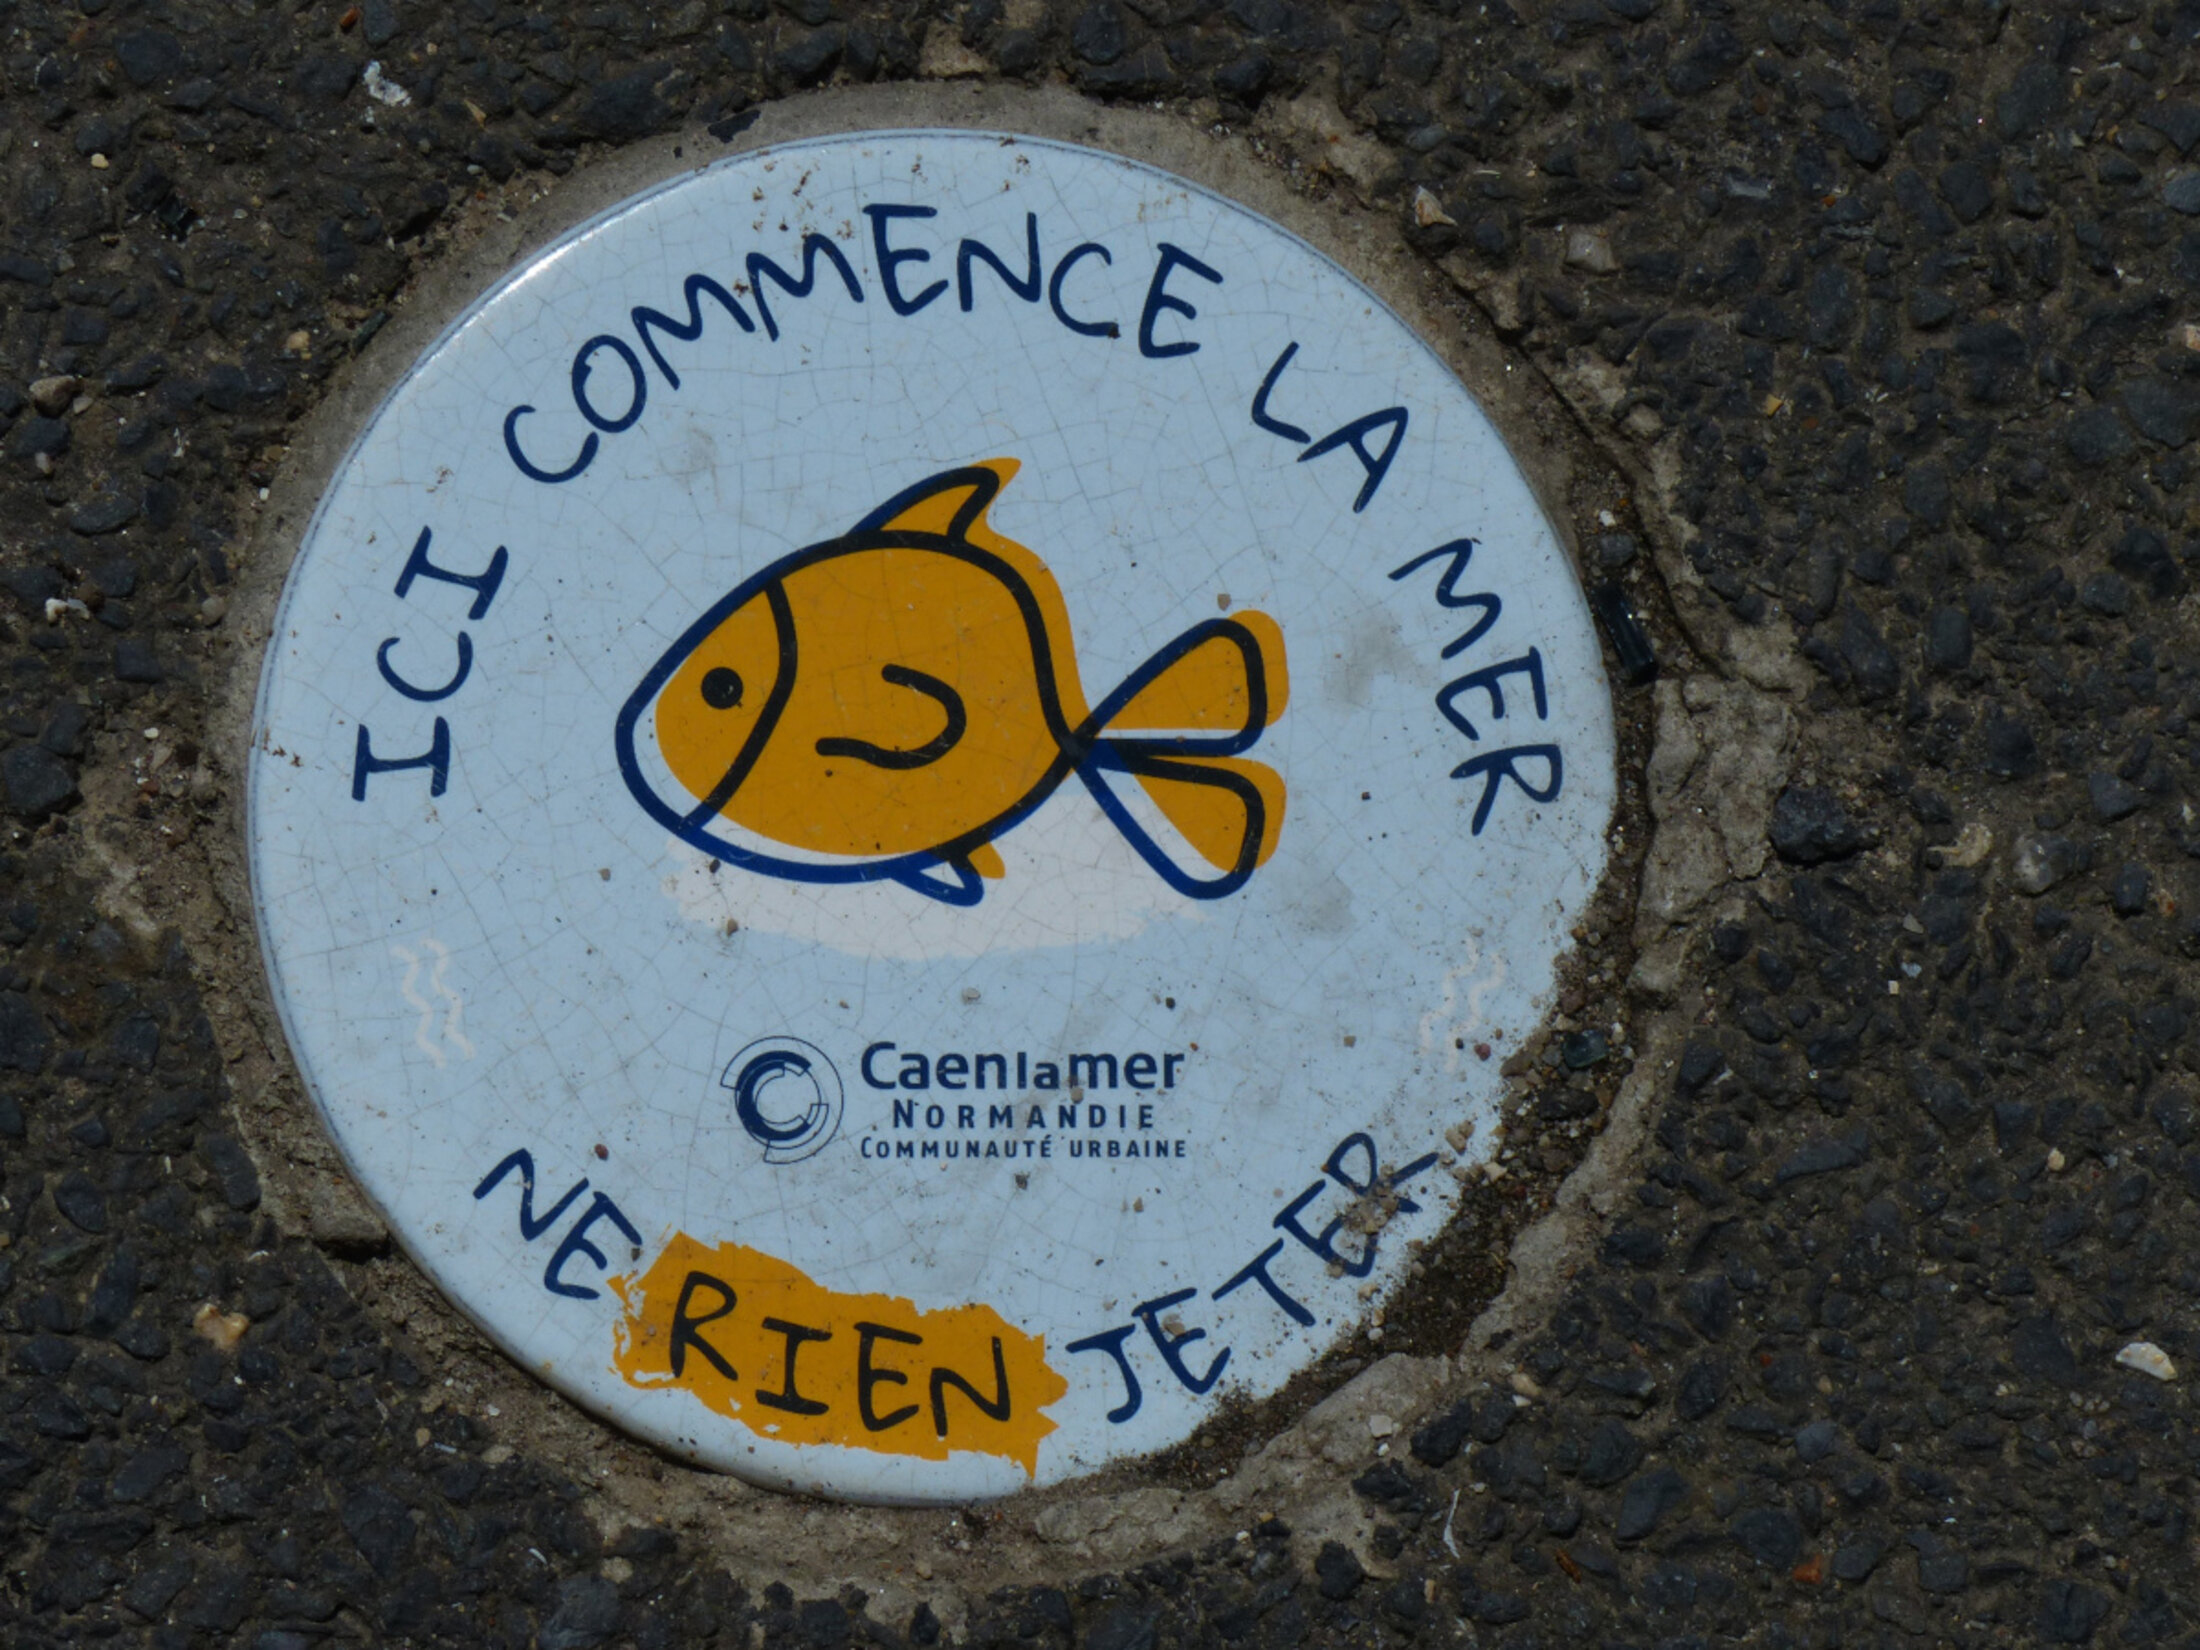 ICI COMMENCE LA MER
Caenlamer
NORMANDIE
COMMUNAUTÉ URBAINE
NE RIEN JETER